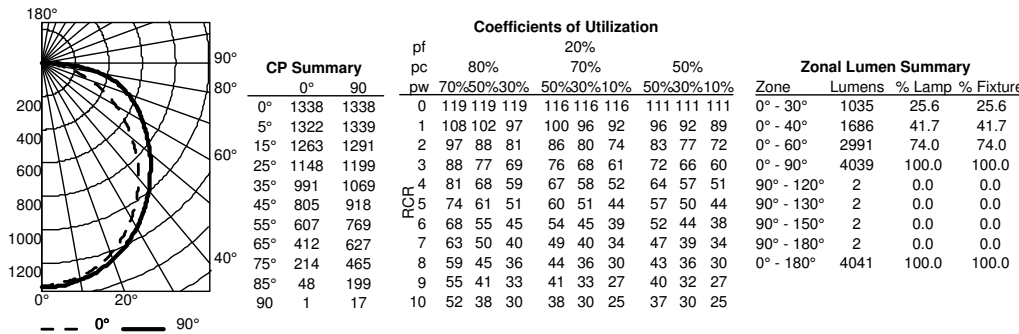 180°
90°
80°
60°
40°
200
400
600
800
1000
1200
0° 20°
0° 90°
CP Summary
0° 90
0° 1338 1338
5° 1322 1339
15° 1263 1291
25° 1148 1199
35° 991 1069
45° 805 918
55° 607 769
65° 412 627
75° 214 465
85° 48 199
90 1 17
Coefficients of Utilization
pf 20%
pc 80% 70% 50%
pw 70%50%30% 50%30%10% 50%30%10%
RCR
0 119 119 119 116 116 116 111 111 111
1 108 102 97 100 96 92 96 92 89
2 97 88 81 86 80 74 83 77 72
3 88 77 69 76 68 61 72 66 60
4 81 68 59 67 58 52 64 57 51
5 74 61 51 60 51 44 57 50 44
6 68 55 45 54 45 39 52 44 38
7 63 50 40 49 40 34 47 39 34
8 59 45 36 44 36 30 43 36 30
9 55 41 33 41 33 27 40 32 27
10 52 38 30 38 30 25 37 30 25
Zonal Lumen Summary
Zone Lumens % Lamp % Fixture
0° - 30° 1035 25.6 25.6
0° - 40° 1686 41.7 41.7
0° - 60° 2991 74.0 74.0
0° - 90° 4039 100.0 100.0
90° - 120° 2 0.0 0.0
90° - 130° 2 0.0 0.0
90° - 150° 2 0.0 0.0
90° - 180° 2 0.0 0.0
0° - 180° 4041 100.0 100.0